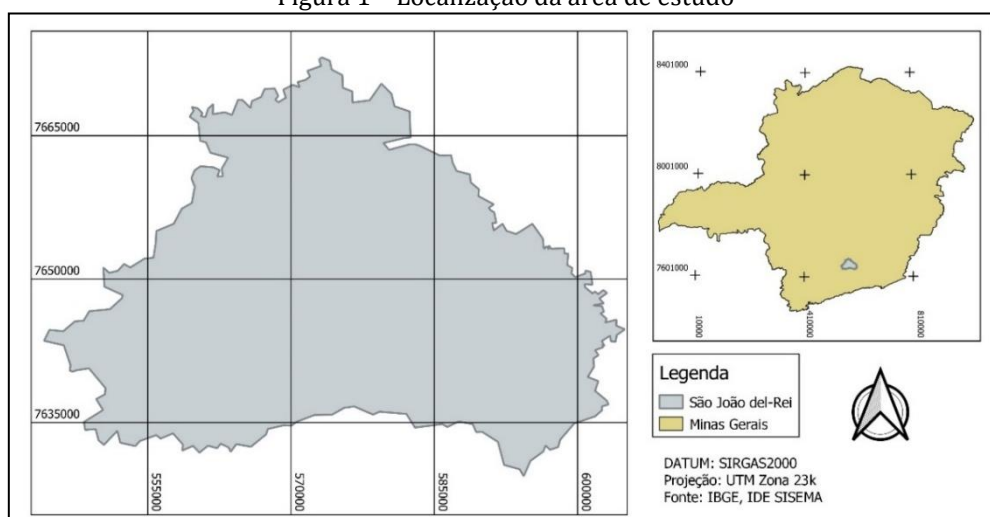 Figura 1 – Localização da área de estudo
7665000
7650000
7635000
555000
570000
585000
600000
8401000
8001000
7601000
10000
410000
810000
Legenda
São João del-Rei
Minas Gerais
DATUM: SIRGAS2000
Projeção: UTM Zona 23k
Fonte: IBGE, IDE SISEMA